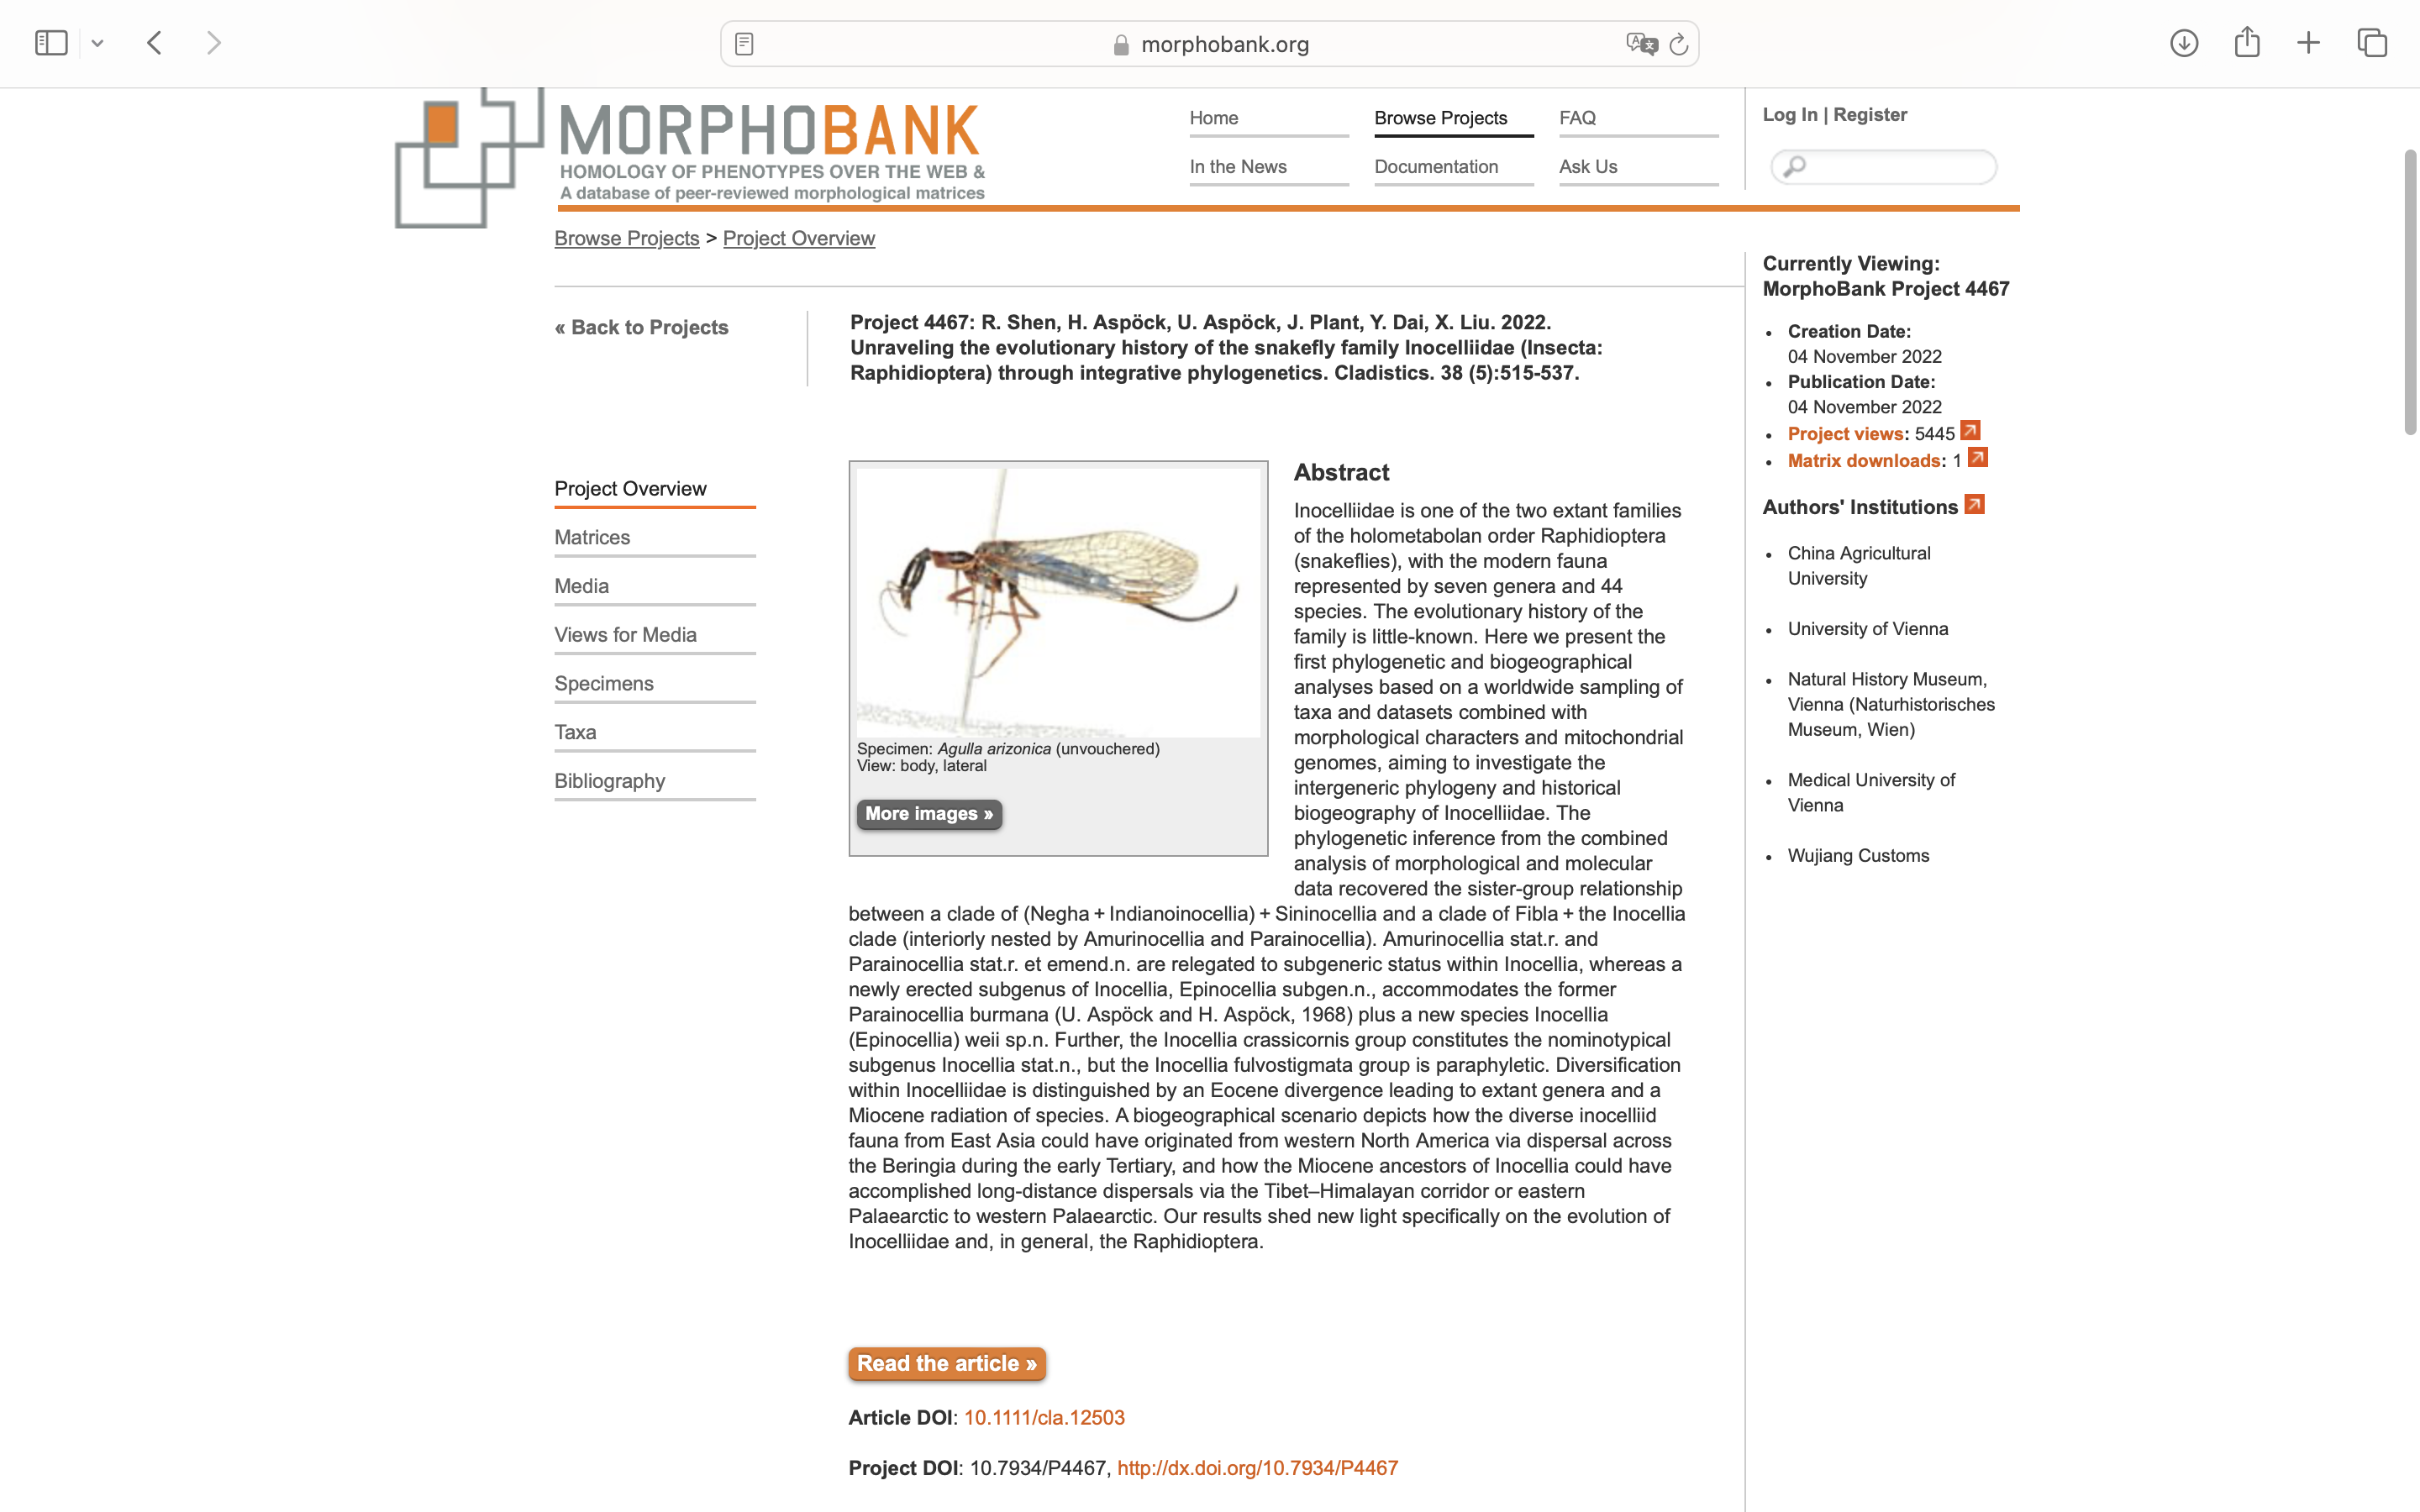 morphobank.org
MORPHOBANK
HOMOLOGY OF PHENOTYPES OVER THE WEB &
A database of peer-reviewed morphological matrices
Home
Browse Projects
FAQ
In the News
Documentation
Ask Us
Log In | Register
Browse Projects > Project Overview
« Back to Projects
Project 4467: R. Shen, H. Aspöck, U. Aspöck, J. Plant, Y. Dai, X. Liu. 2022.
Unraveling the evolutionary history of the snakefly family Inocelliidae (Insecta:
Raphidioptera) through integrative phylogenetics. Cladistics. 38 (5):515-537.
Project Overview
Matrices
Media
Views for Media
Specimens
Taxa
Bibliography
Specimen: Agulla arizonica (unvouchered)
View: body, lateral
More images »
Abstract
Inocelliidae is one of the two extant families
of the holometabolan order Raphidioptera
(snakeflies), with the modern fauna
represented by seven genera and 44
species. The evolutionary history of the
family is little-known. Here we present the
first phylogenetic and biogeographical
analyses based on a worldwide sampling of
taxa and datasets combined with
morphological characters and mitochondrial
genomes, aiming to investigate the
intergeneric phylogeny and historical
biogeography of Inocelliidae. The
phylogenetic inference from the combined
analysis of morphological and molecular
data recovered the sister-group relationship
between a clade of (Negha + Indianoinocellia) + Sininocellia and a clade of Fibla + the Inocellia
clade (interiorly nested by Amurinocellia and Parainocellia). Amurinocellia stat.r. and
Parainocellia stat.r. et emend.n. are relegated to subgeneric status within Inocellia, whereas a
newly erected subgenus of Inocellia, Epinocellia subgen.n., accommodates the former
Parainocellia burmana (U. Aspöck and H. Aspöck, 1968) plus a new species Inocellia
(Epinocellia) weii sp.n. Further, the Inocellia crassicornis group constitutes the nominotypical
subgenus Inocellia stat.n., but the Inocellia fulvostigmata group is paraphyletic. Diversification
within Inocelliidae is distinguished by an Eocene divergence leading to extant genera and a
Miocene radiation of species. A biogeographical scenario depicts how the diverse inocelliid
fauna from East Asia could have originated from western North America via dispersal across
the Beringia during the early Tertiary, and how the Miocene ancestors of Inocellia could have
accomplished long-distance dispersals via the Tibet–Himalayan corridor or eastern
Palaearctic to western Palaearctic. Our results shed new light specifically on the evolution of
Inocelliidae and, in general, the Raphidioptera.
Read the article »
Article DOI: 10.1111/cla.12503
Project DOI: 10.7934/P4467, http://dx.doi.org/10.7934/P4467
Currently Viewing:
MorphoBank Project 4467
• Creation Date:
04 November 2022
• Publication Date:
04 November 2022
• Project views: 5445
• Matrix downloads: 1
Authors' Institutions
• China Agricultural
University
• University of Vienna
• Natural History Museum,
Vienna (Naturhistorisches
Museum, Wien)
• Medical University of
Vienna
• Wujiang Customs